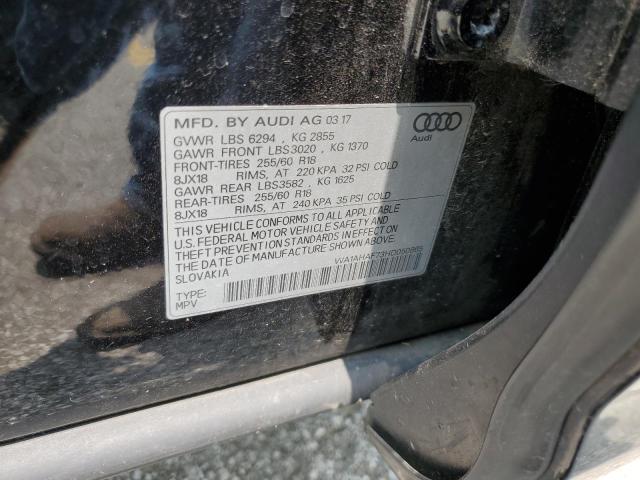 MFD. BY AUDI AG 03 17
GVWR LBS 6294 , KG 2855
GAWR FRONT LBS3020 , KG 1370
FRONT-TIRES 255/60 R18
8JX18 RIMS, AT 220 KPA 32 PSI COLD
GAWR REAR LBS3582 , KG 1625
REAR-TIRES 255/60 R18
8JX18 RIMS, AT 240 KPA 35 PSI COLD
THIS VEHICLE CONFORMS TO ALL APPLICABLE
U.S. FEDERAL MOTOR VEHICLE SAFETY AND
THEFT PREVENTION STANDARDS IN EFFECT ON
THE DATE OF MANUFACTURE SHOWN ABOVE.
SLOVAKIA
TYPE:
MPV
Audi